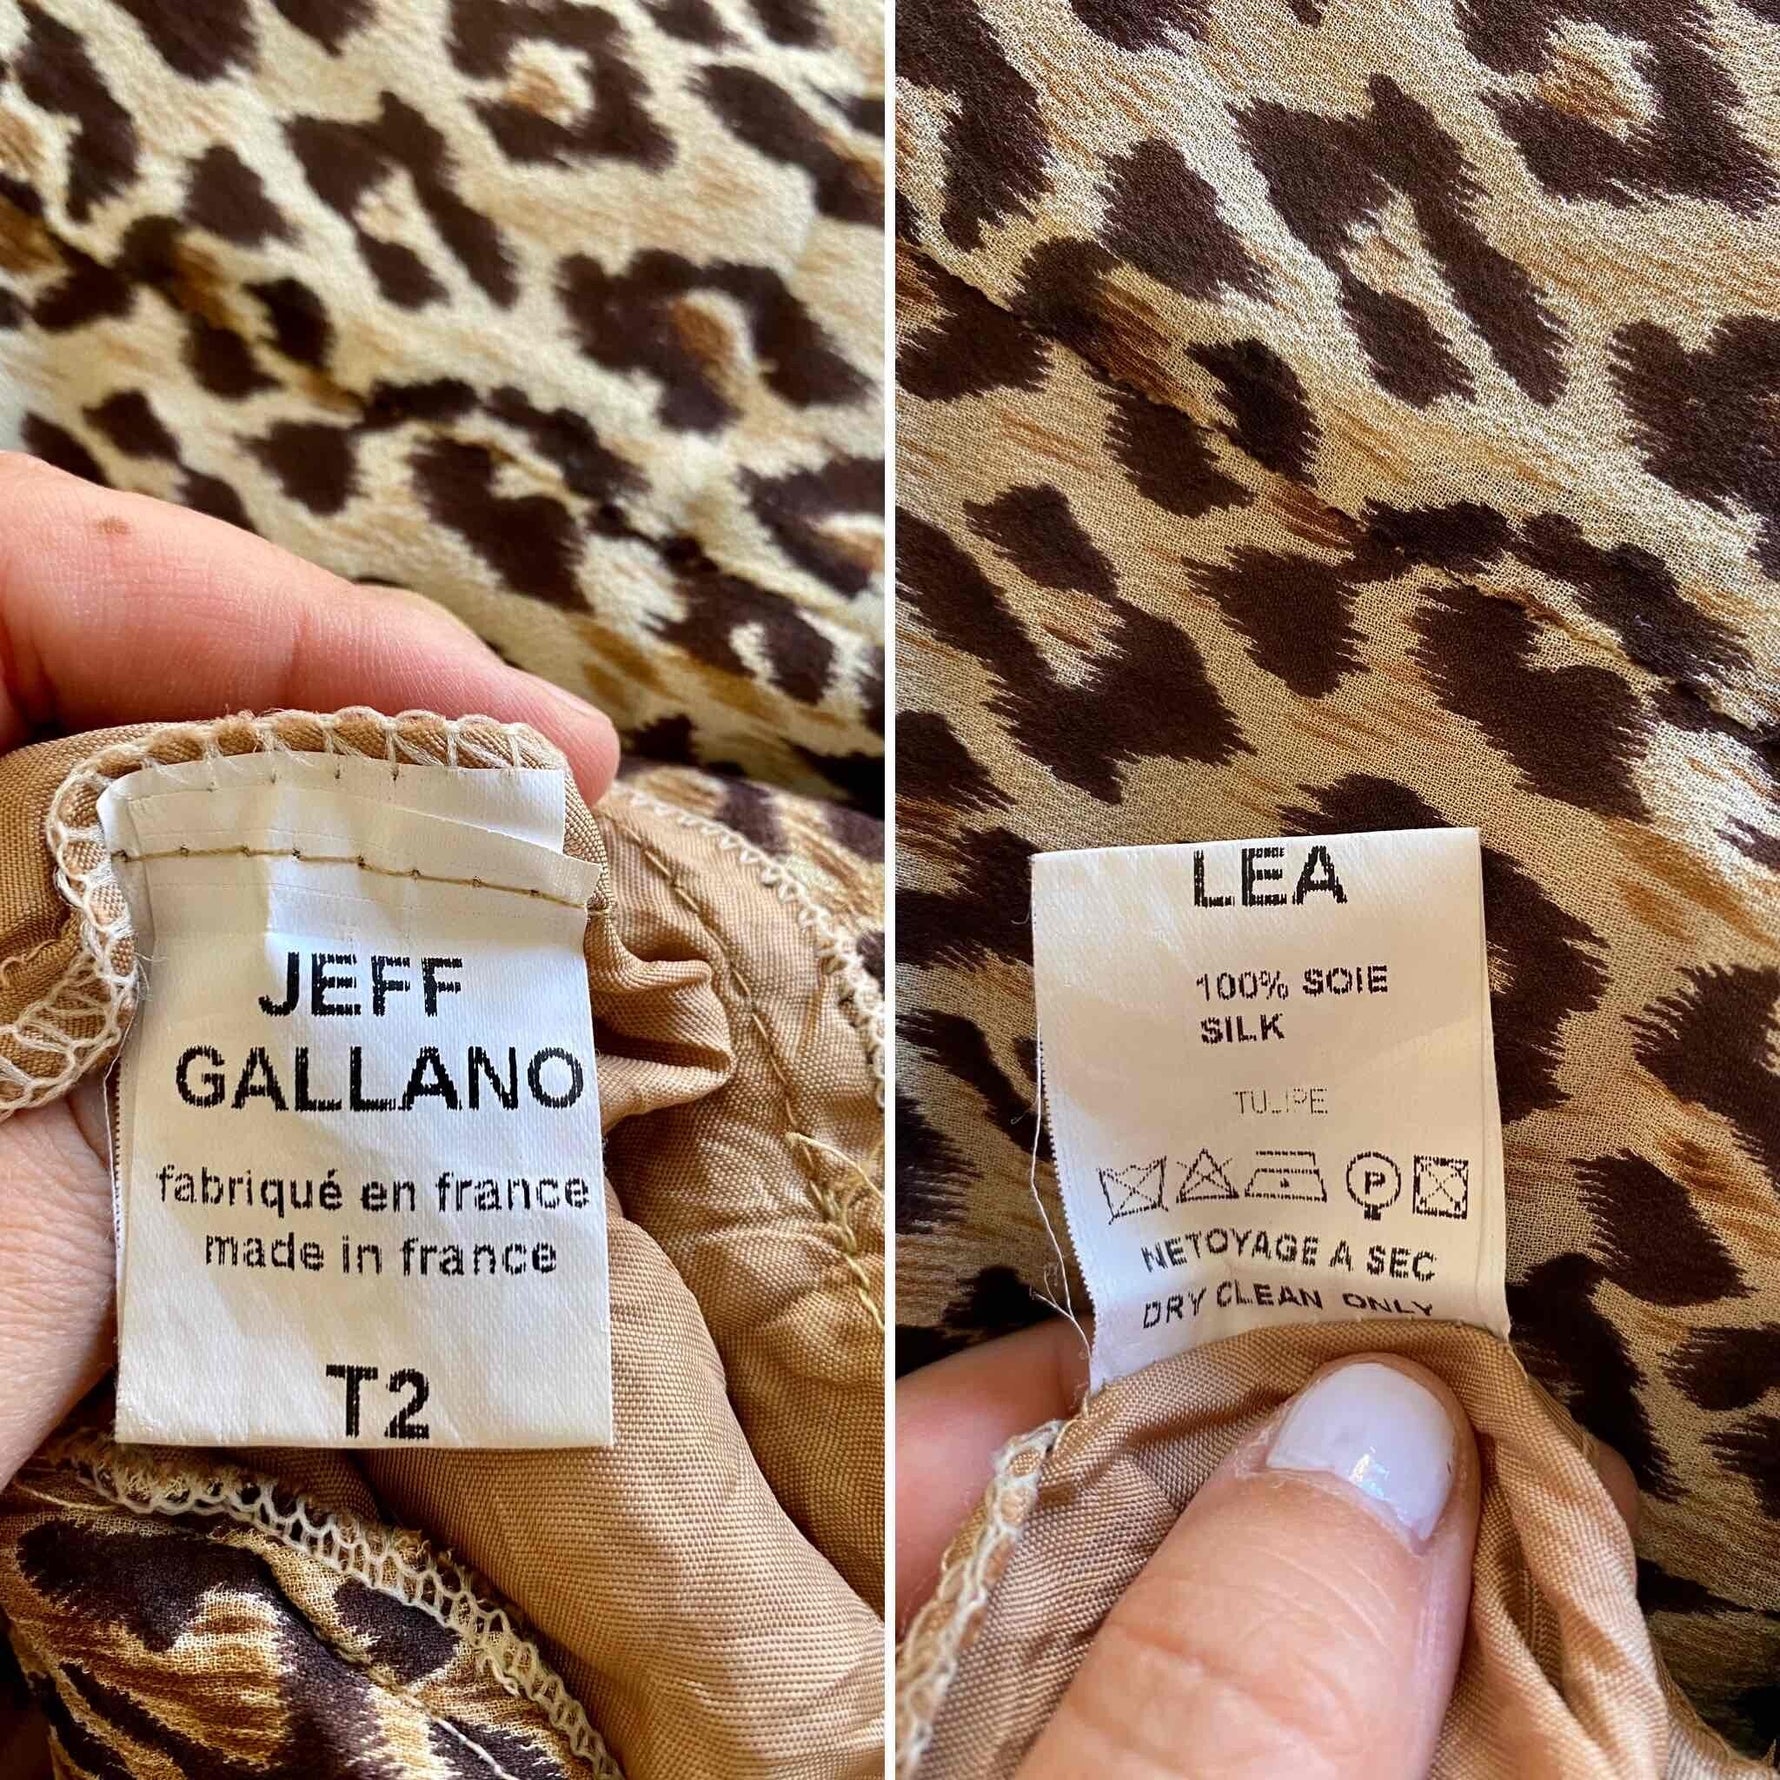 JEFF
GALLANO
fabriqué en france
made in france
T2
LEA
100% SOIE
SILK
TULIPE
P
NETOYAGE A SEC
DRY CLEAN ONLY